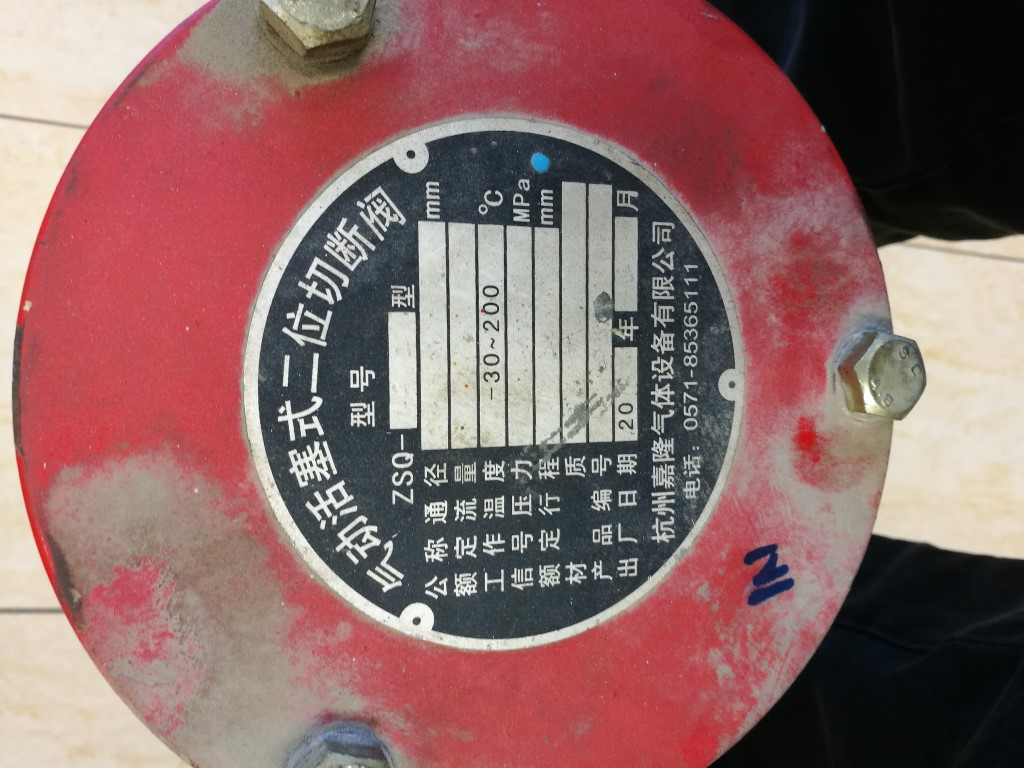 气动活塞式二位切断阀
型号
ZSQ- 型
公称通径 mm
额定流量
工作温度 -30~200 ℃
信号压力 MPa
额定行程 mm
材质
产品编号
出厂日期 20 年 月
杭州嘉隆气体设备有限公司
电话：0571-85365111
IN